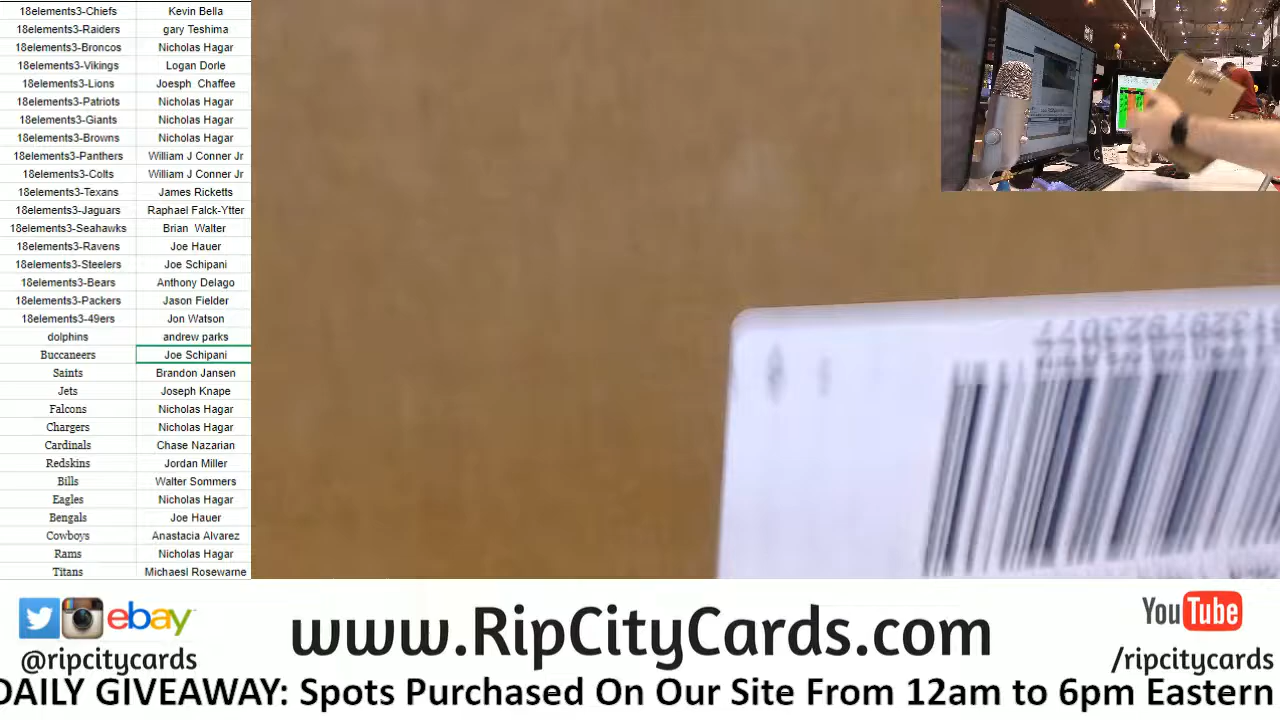 18elements3-Chiefs Kevin Bella
18elements3-Raiders gary Teshima
18elements3-Broncos Nicholas Hagar
18elements3-Vikings Logan Dorle
18elements3-Lions Joesph Chaffee
18elements3-Patriots Nicholas Hagar
18elements3-Giants Nicholas Hagar
18elements3-Browns Nicholas Hagar
18elements3-Panthers William J Conner Jr
18elements3-Colts William J Conner Jr
18elements3-Texans James Ricketts
18elements3-Jaguars Raphael Falck-Ytter
18elements3-Seahawks Brian Walter
18elements3-Ravens Joe Hauer
18elements3-Steelers Joe Schipani
18elements3-Bears Anthony Delago
18elements3-Packers Jason Fielder
18elements3-49ers Jon Watson
dolphins andrew parks
Buccaneers Joe Schipani
Saints Brandon Jansen
Jets Joseph Knape
Falcons Nicholas Hagar
Chargers Nicholas Hagar
Cardinals Chase Nazarian
Redskins Jordan Miller
Bills Walter Sommers
Eagles Nicholas Hagar
Bengals Joe Hauer
Cowboys Anastacia Alvarez
Rams Nicholas Hagar
Titans Michaesl Rosewarne
ebay
@ripcitycards
www.RipCityCards.com
YouTube
/ripcitycards
DAILY GIVEAWAY: Spots Purchased On Our Site From 12am to 6pm Eastern